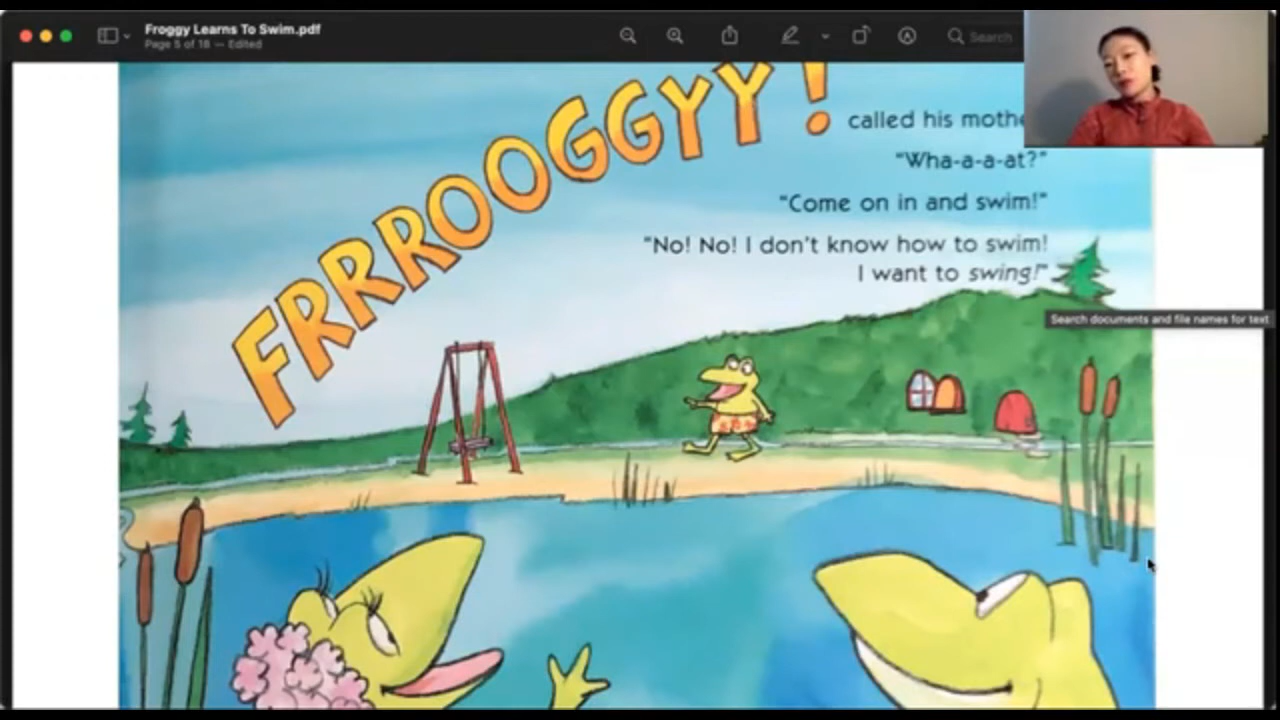 Froggy Learns To Swim.pdf
Page 5 of 18 — Edited
Search
FRRROOGGYY!
called his mothe
"Wha-a-a-at?"
"Come on in and swim!"
"No! No! I don't know how to swim!
I want to swing!"
Search documents and file names for text